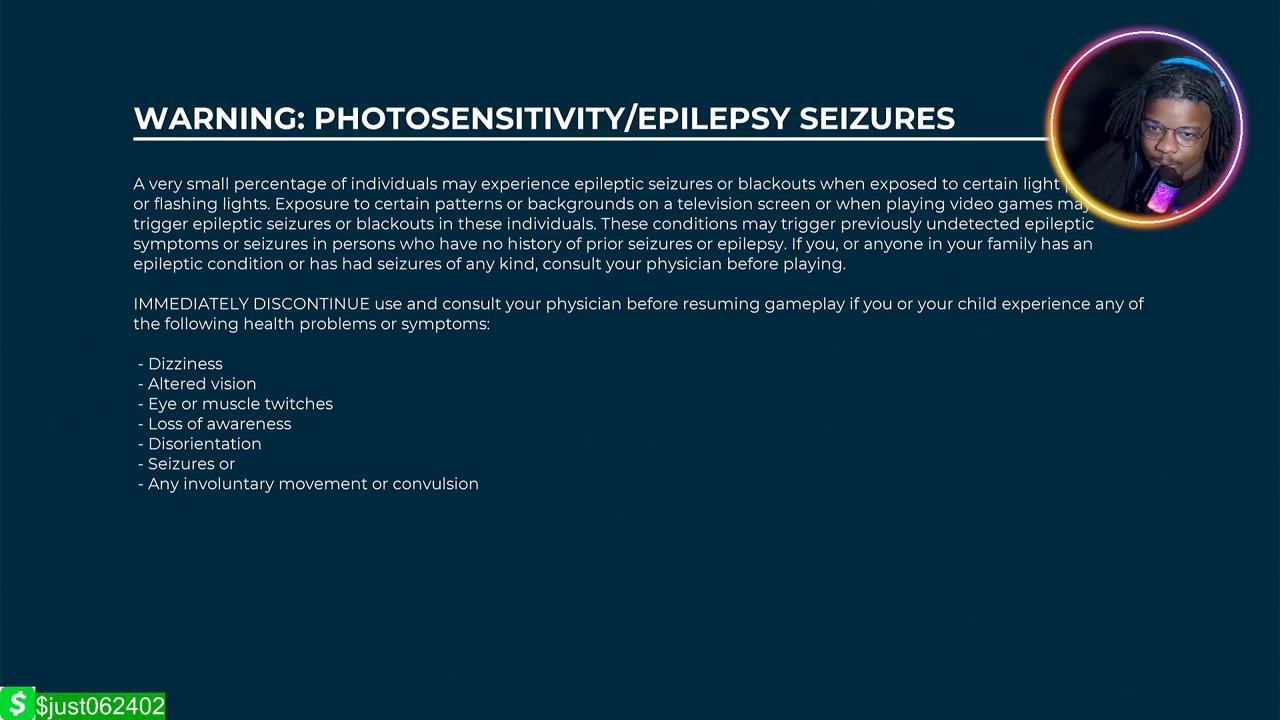 WARNING: PHOTOSENSITIVITY/EPILEPSY SEIZURES
A very small percentage of individuals may experience epileptic seizures or blackouts when exposed to certain light
or flashing lights. Exposure to certain patterns or backgrounds on a television screen or when playing video games may
trigger epileptic seizures or blackouts in these individuals. These conditions may trigger previously undetected epileptic
symptoms or seizures in persons who have no history of prior seizures or epilepsy. If you, or anyone in your family has an
epileptic condition or has had seizures of any kind, consult your physician before playing.
IMMEDIATELY DISCONTINUE use and consult your physician before resuming gameplay if you or your child experience any of
the following health problems or symptoms:
- Dizziness
- Altered vision
- Eye or muscle twitches
- Loss of awareness
- Disorientation
- Seizures or
- Any involuntary movement or convulsion
$ $just062402